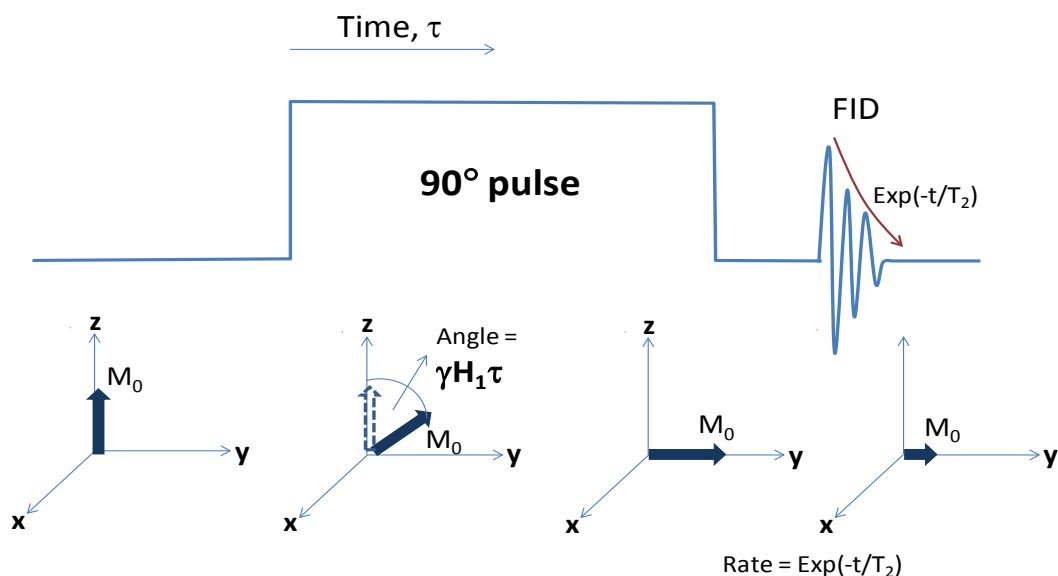 Time, τ
FID
90° pulse
Exp(-t/T₂)
z
M₀
y
x
z
Angle =
γH₁τ
M₀
y
x
z
M₀
y
x
M₀
y
x
Rate = Exp(-t/T₂)